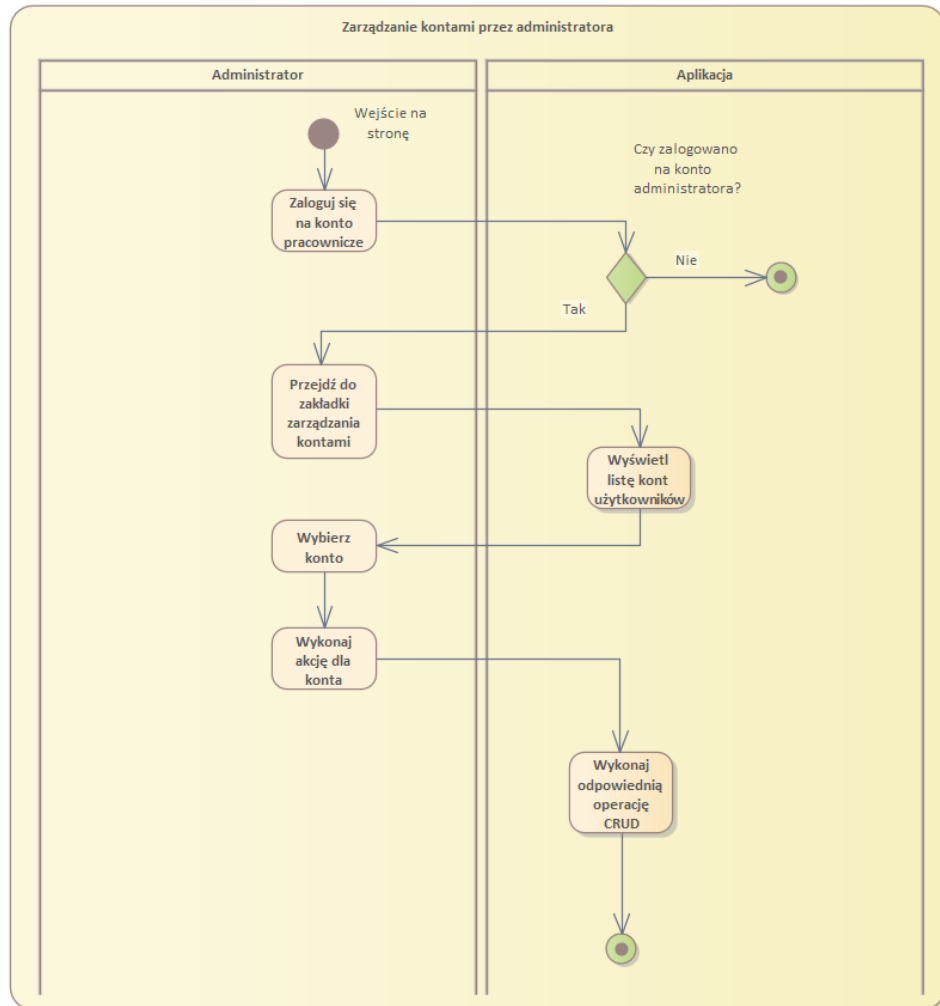 Zarządzanie kontami przez administratora
Administrator
Aplikacja
Wejście na
stronę
Czy zalogowano
na konto
administratora?
Zaloguj się
na konto
pracownicze
Nie
Tak
Przejdź do
zakładki
zarządzania
kontami
Wyświetl
listę kont
użytkowników
Wybierz
konto
Wykonaj
akcję dla
konta
Wykonaj
odpowiednią
operację
CRUD